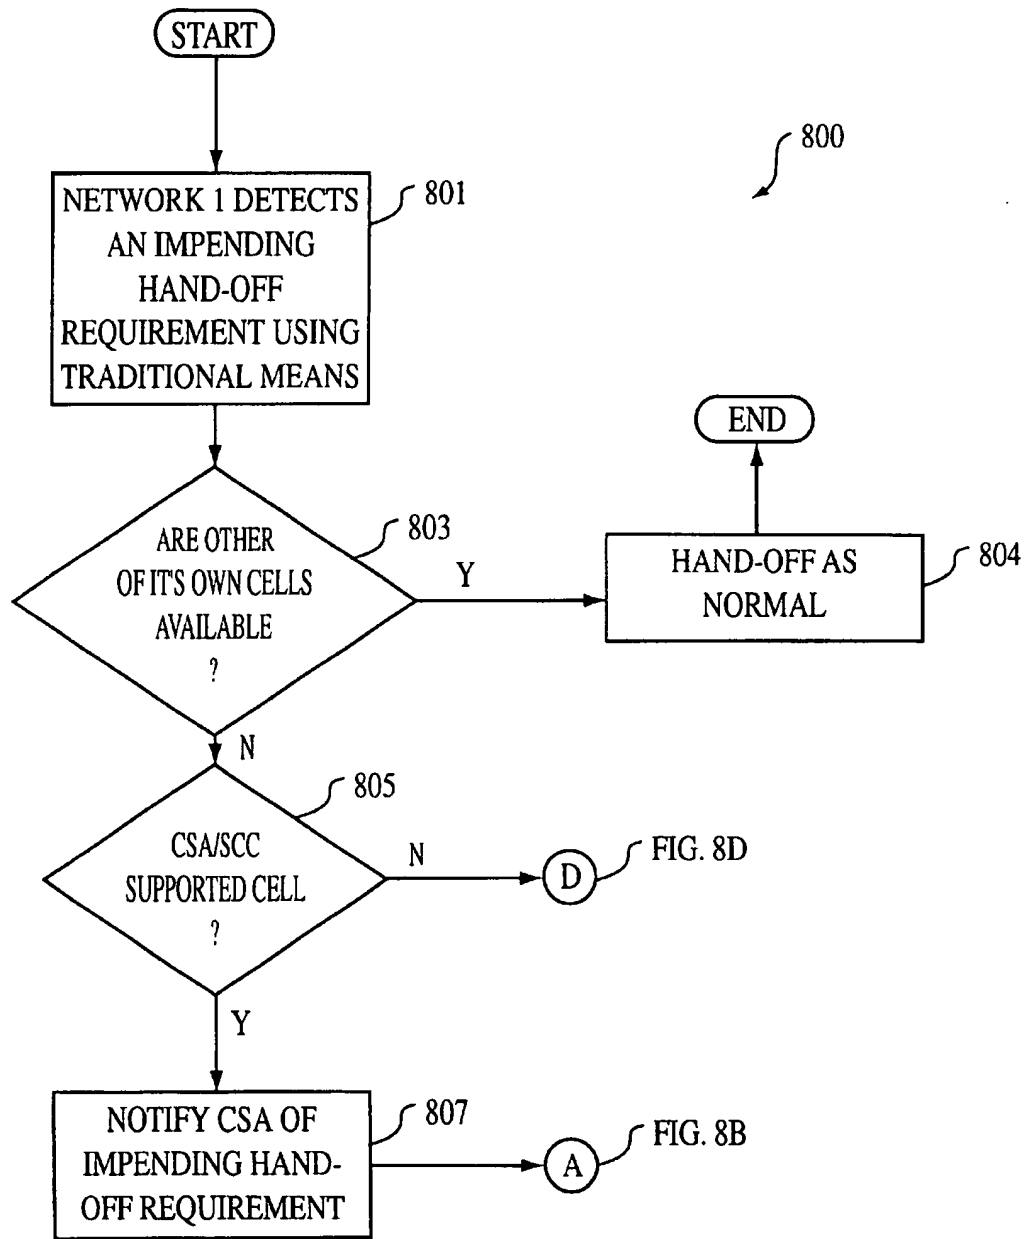 START
800
NETWORK 1 DETECTS
AN IMPENDING
HAND-OFF
REQUIREMENT USING
TRADITIONAL MEANS
801
END
ARE OTHER
OF IT'S OWN CELLS
AVAILABLE
?
803
Y
HAND-OFF AS
NORMAL
804
N
CSA/SCC
SUPPORTED CELL
?
805
N
D
FIG. 8D
Y
NOTIFY CSA OF
IMPENDING HAND-
OFF REQUIREMENT
807
A
FIG. 8B